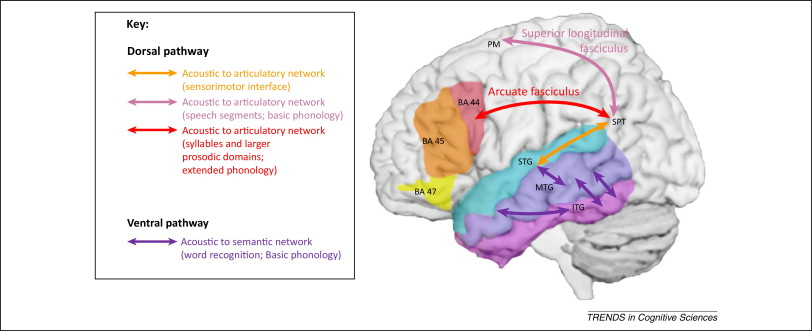 Key:
Dorsal pathway
Acoustic to articulatory network
(sensorimotor interface)
Acoustic to articulatory network
(speech segments; basic phonology)
Acoustic to articulatory network
(syllables and larger
prosodic domains;
extended phonology)
Ventral pathway
Acoustic to semantic network
(word recognition; Basic phonology)
Superior longitudinal
fasciculus
PM
Arcuate fasciculus
BA 44
SPT
BA 45
STG
MTG
BA 47
ITG
TRENDS in Cognitive Sciences